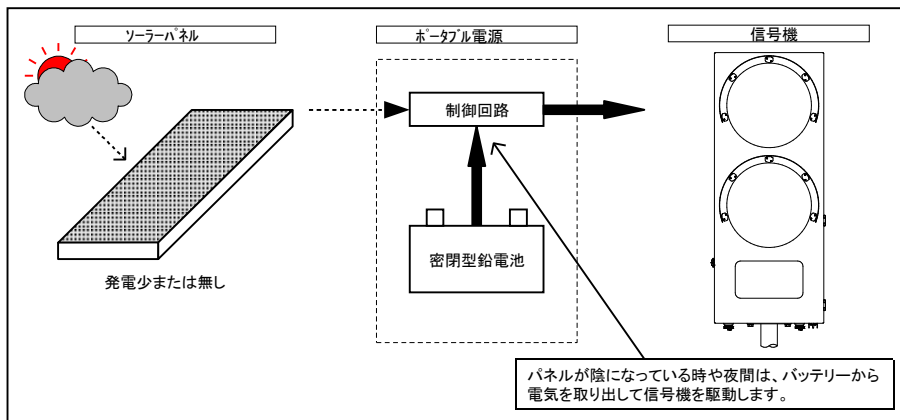 ｿｰﾗｰﾊﾟﾈﾙ
ﾎﾟｰﾀﾌﾞﾙ電源
信号機
制御回路
密閉型鉛電池
発電少または無し
パネルが陰になっている時や夜間は、バッテリーから
電気を取り出して信号機を駆動します。